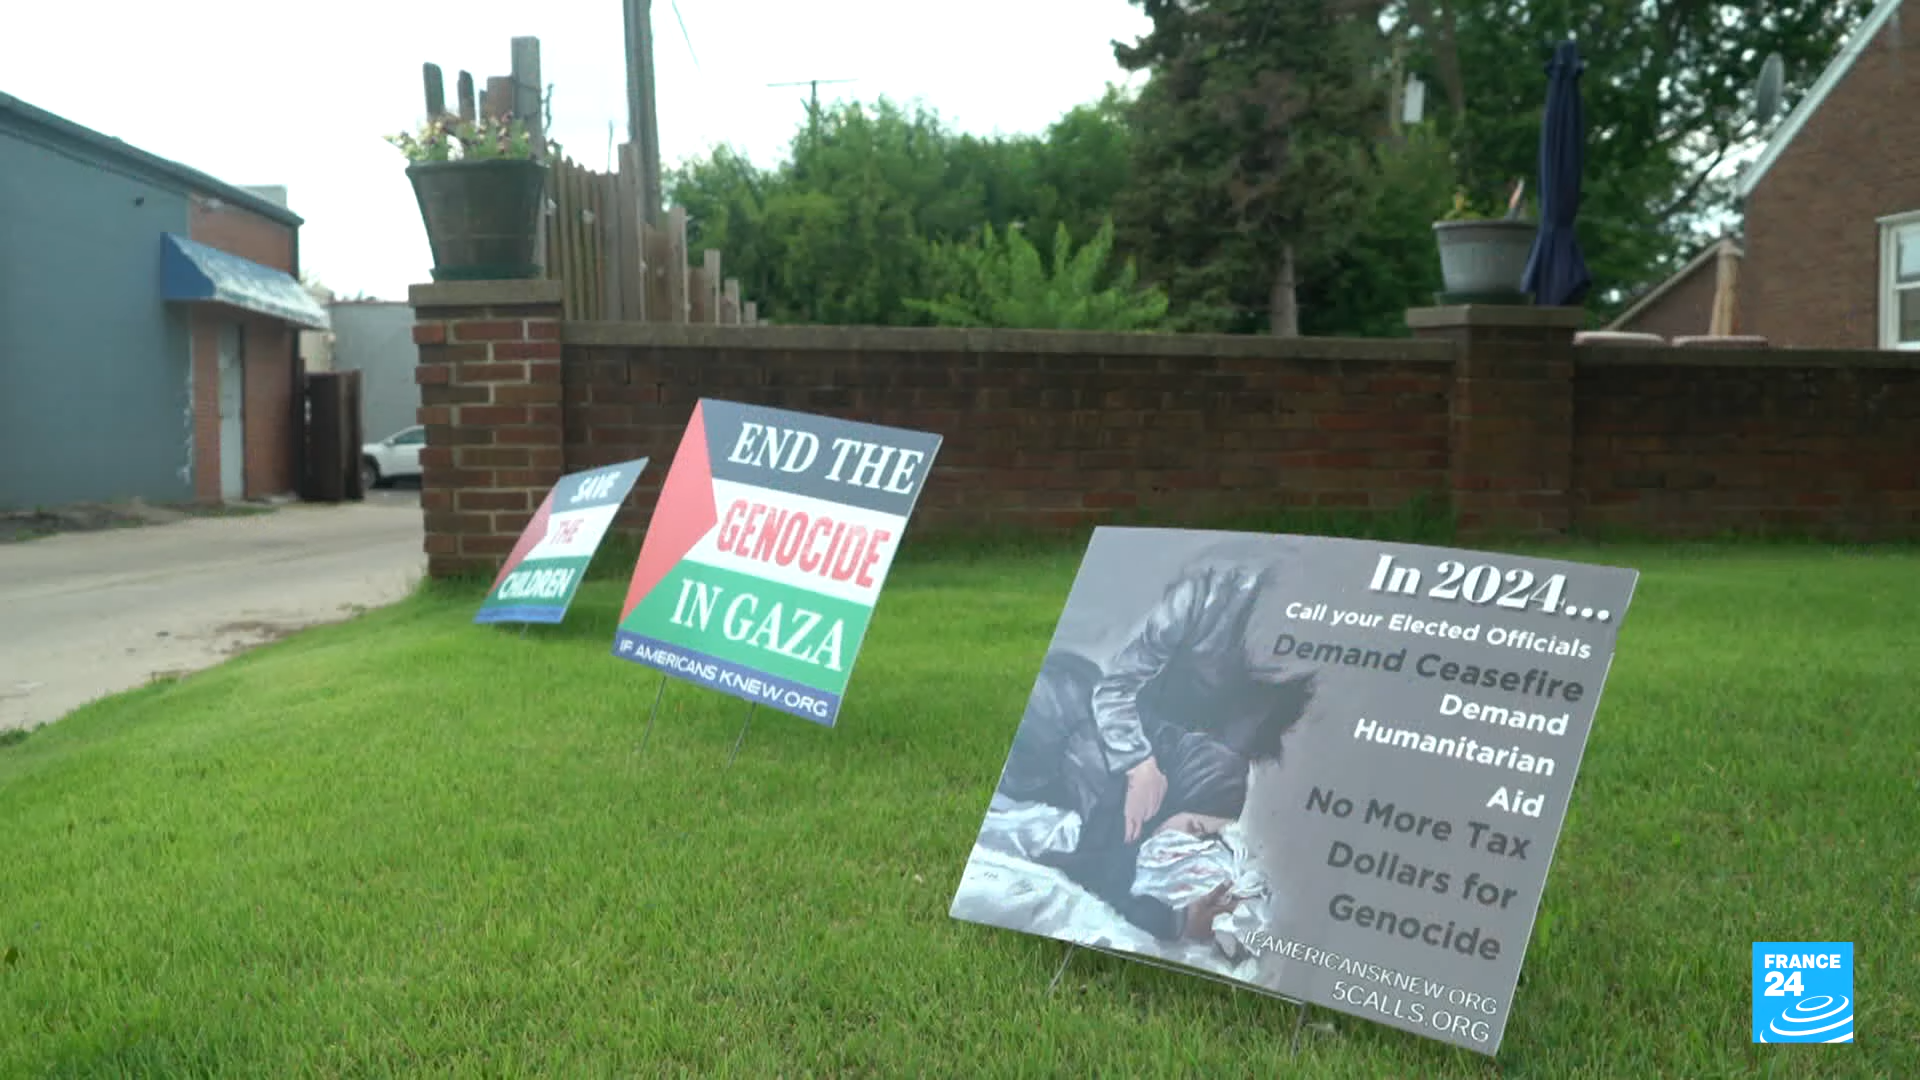 SAVE
THE
CHILDREN
END THE
GENOCIDE
IN GAZA
IF AMERICANS KNEW.ORG
In 2024...
Call your Elected Officials
Demand Ceasefire
Demand
Humanitarian
Aid
No More Tax
Dollars for
Genocide
IFAMERICANSKNEW.ORG
5CALLS.ORG
FRANCE
24